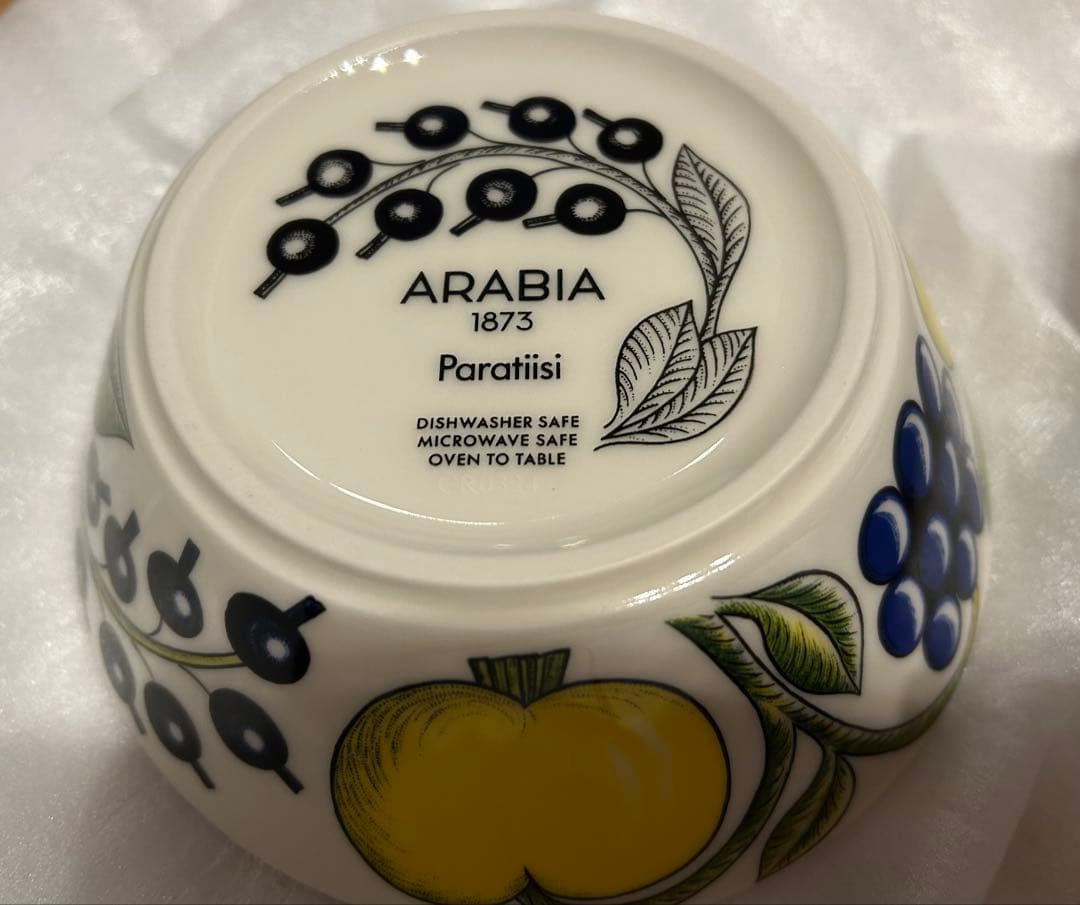 ARABIA
1873
Paratiisi
DISHWASHER SAFE
MICROWAVE SAFE
OVEN TO TABLE